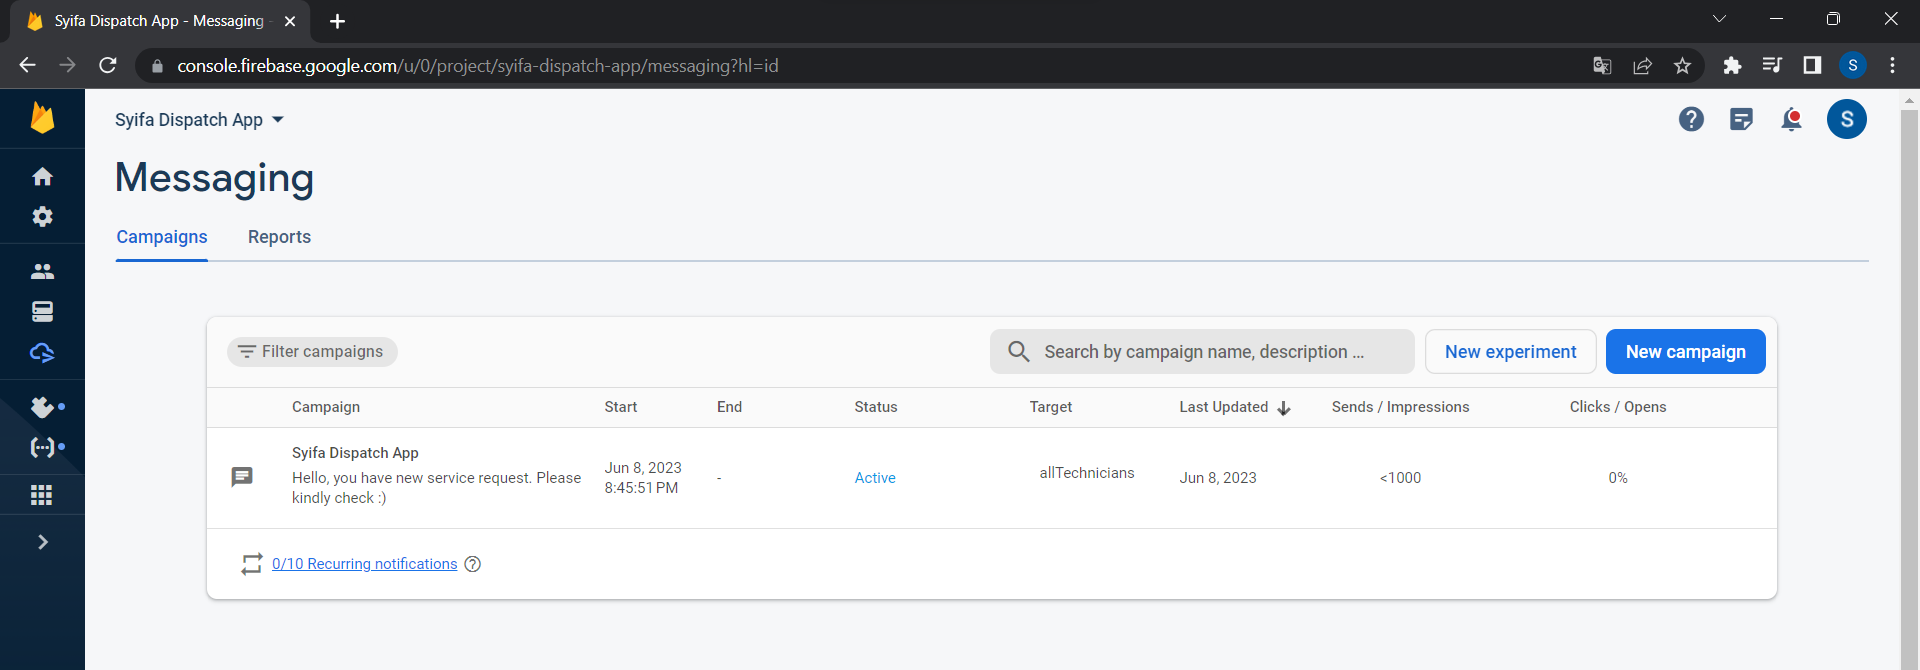 Syifa Dispatch App - Messaging -
console.firebase.google.com/u/0/project/syifa-dispatch-app/messaging?hl=id
S
Syifa Dispatch App
S
Messaging
Campaigns Reports
Filter campaigns
Search by campaign name, description ...
New experiment
New campaign
Campaign Start End Status Target Last Updated Sends / Impressions Clicks / Opens
Syifa Dispatch App
Hello, you have new service request. Please
kindly check :)
Jun 8, 2023
8:45:51 PM
-
Active
allTechnicians
Jun 8, 2023
<1000
0%
0/10 Recurring notifications